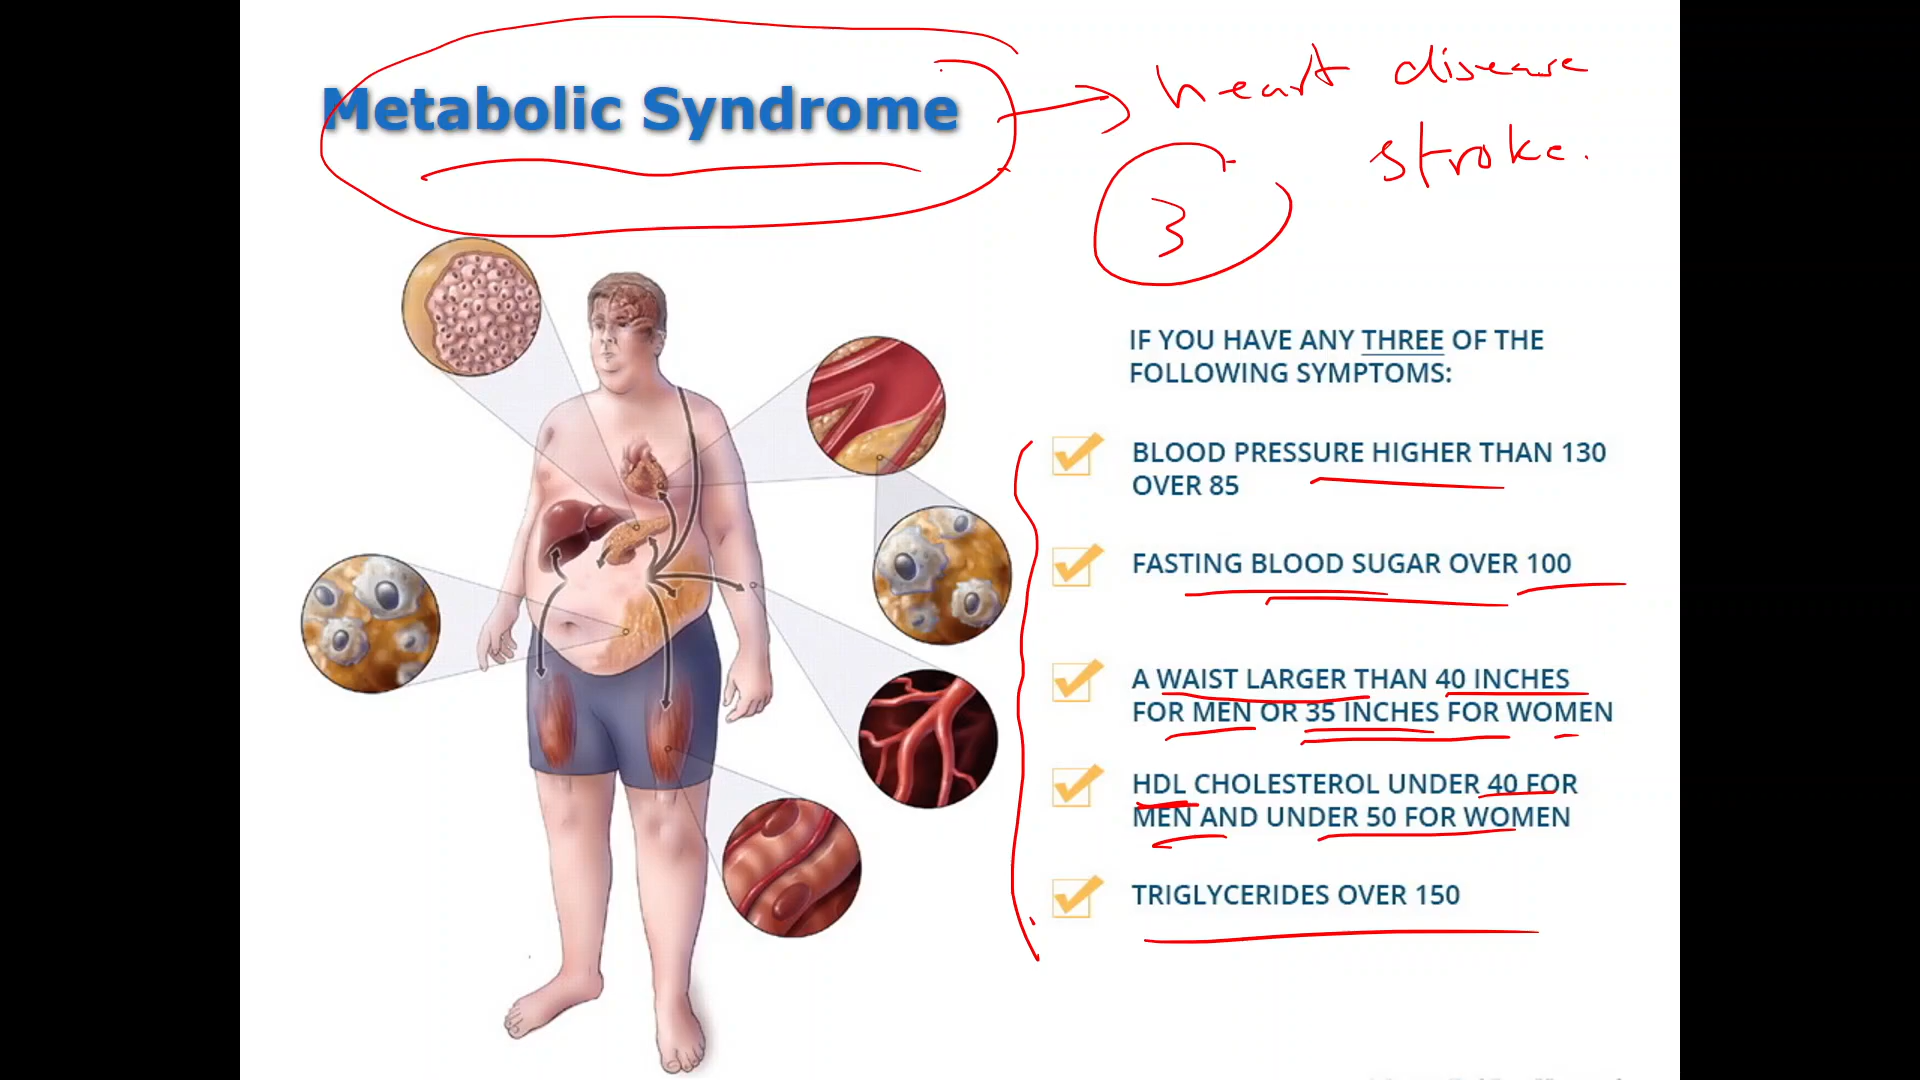 Metabolic Syndrome
heart disease
stroke.
3
IF YOU HAVE ANY THREE OF THE
FOLLOWING SYMPTOMS:
BLOOD PRESSURE HIGHER THAN 130
OVER 85
FASTING BLOOD SUGAR OVER 100
A WAIST LARGER THAN 40 INCHES
FOR MEN OR 35 INCHES FOR WOMEN
HDL CHOLESTEROL UNDER 40 FOR
MEN AND UNDER 50 FOR WOMEN
TRIGLYCERIDES OVER 150